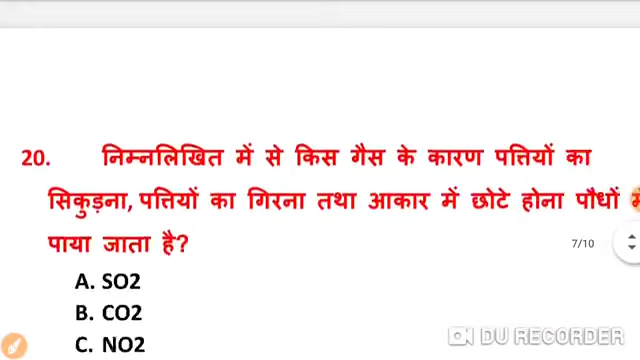 20. निम्नलिखित में से किस गैस के कारण पत्तियों का
सिकुड़ना, पत्तियों का गिरना तथा आकार में छोटे होना पौधों में
पाया जाता है?
7/10
A. SO2
B. CO2
C. NO2
DU RECORDER